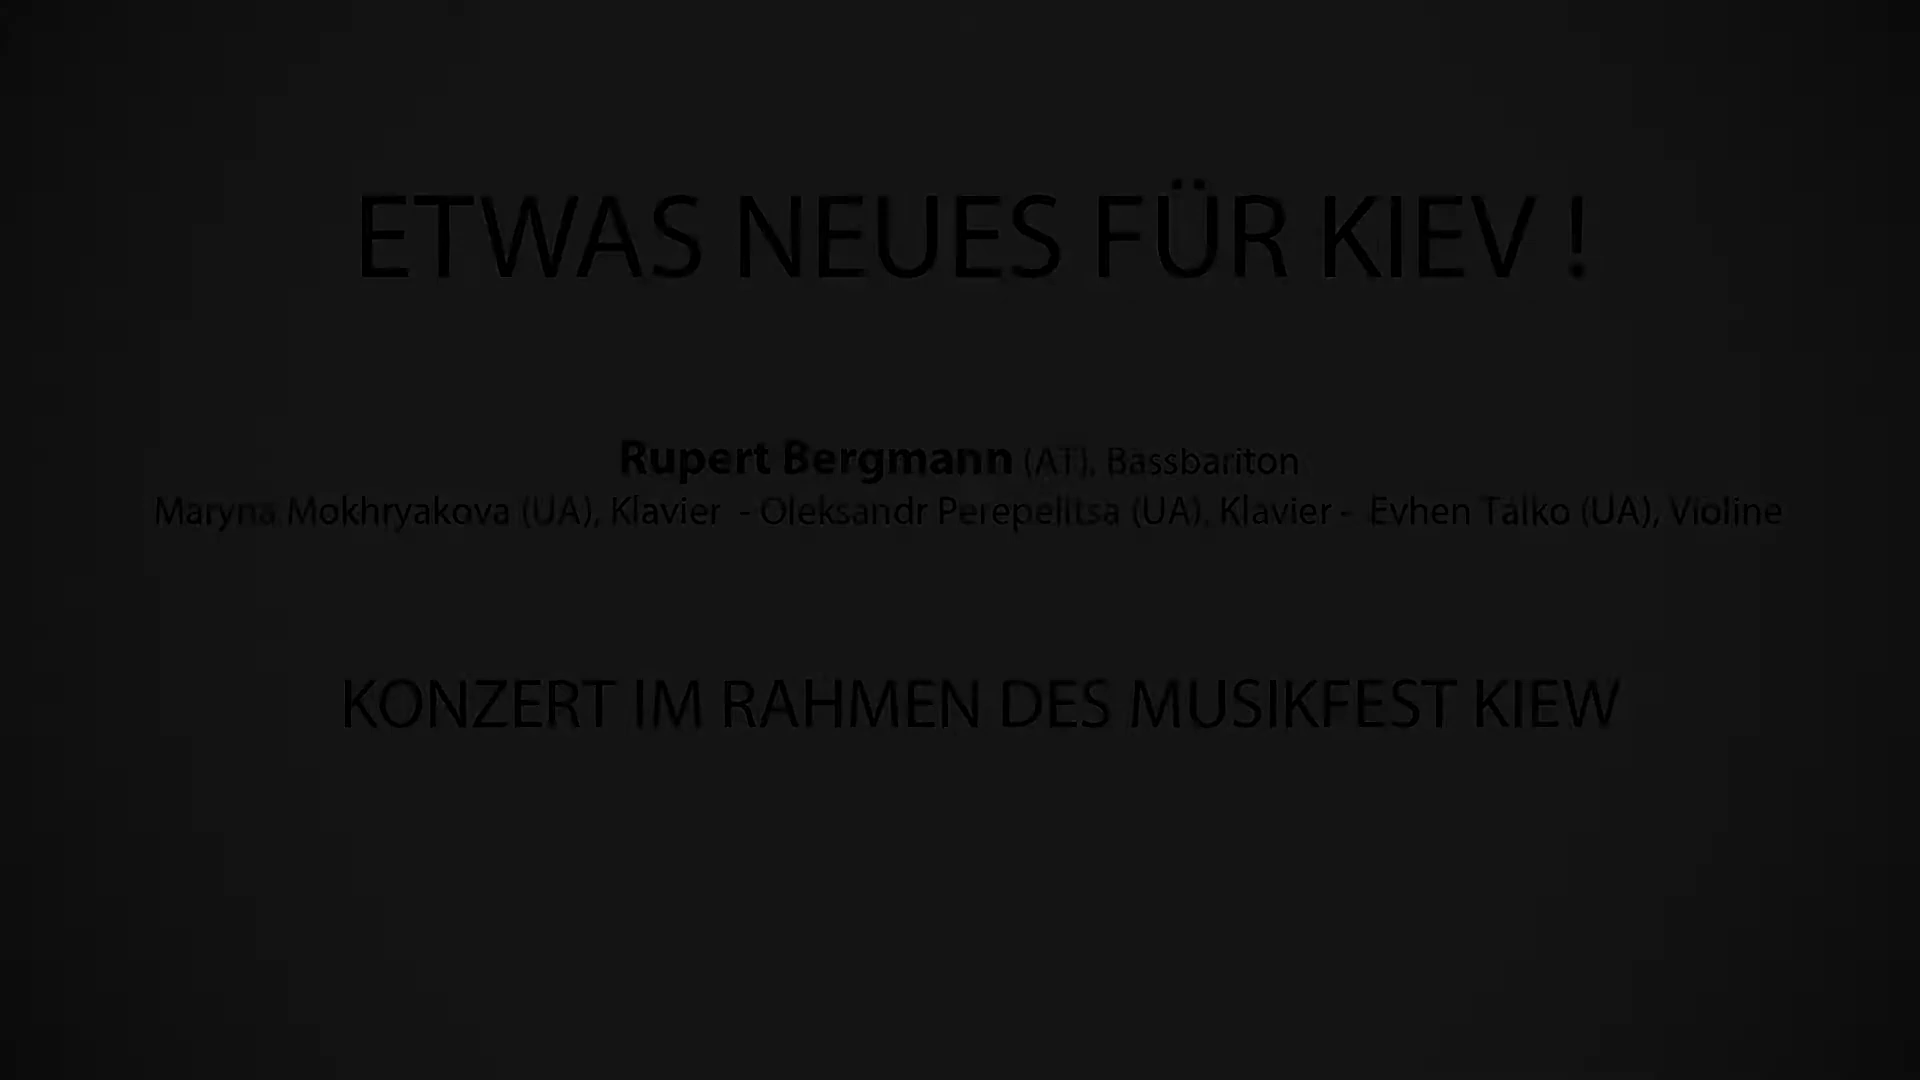 ETWAS NEUES FÜR KIEV !
Rupert Bergmann (AT), Bassbariton
Maryna Mokhryakova (UA), Klavier - Oleksandr Perepelitsa (UA), Klavier - Evhen Talko (UA), Violine
KONZERT IM RAHMEN DES MUSIKFEST KIEW